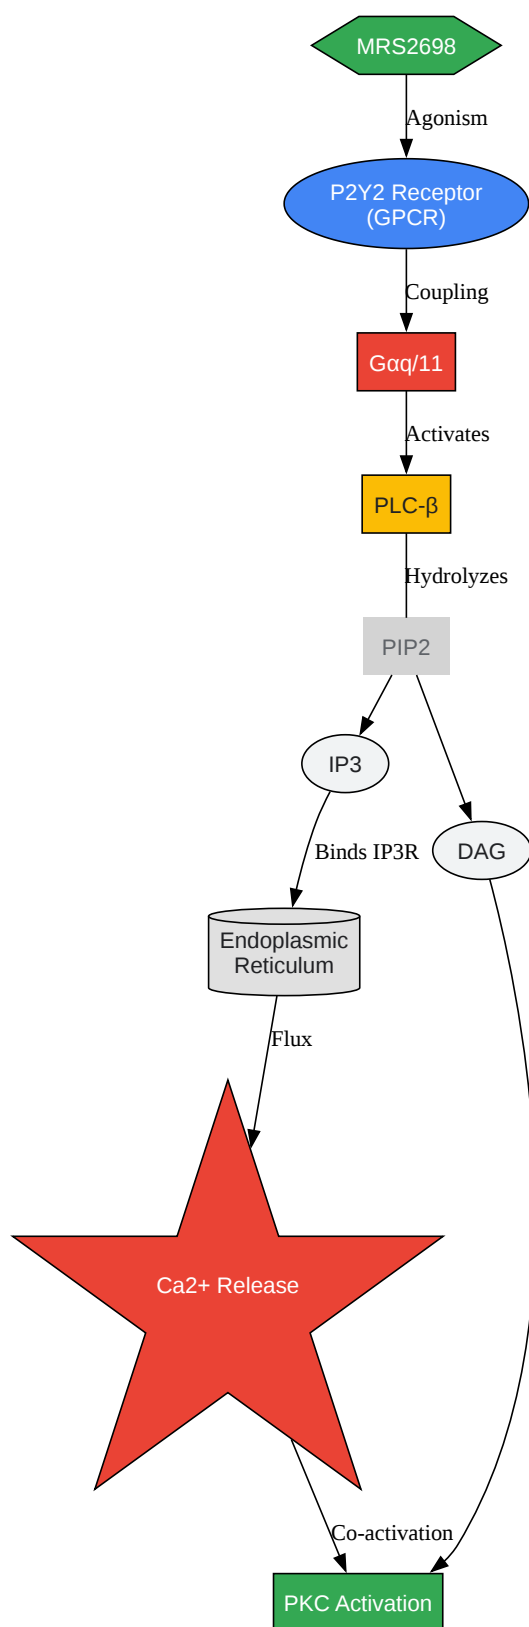 MRS2698
Agonism
P2Y2 Receptor
(GPCR)
Coupling
Gαq/11
Activates
PLC-β
Hydrolyzes
PIP2
IP3
Binds IP3R
DAG
Endoplasmic
Reticulum
Flux
Ca2+ Release
Co-activation
PKC Activation